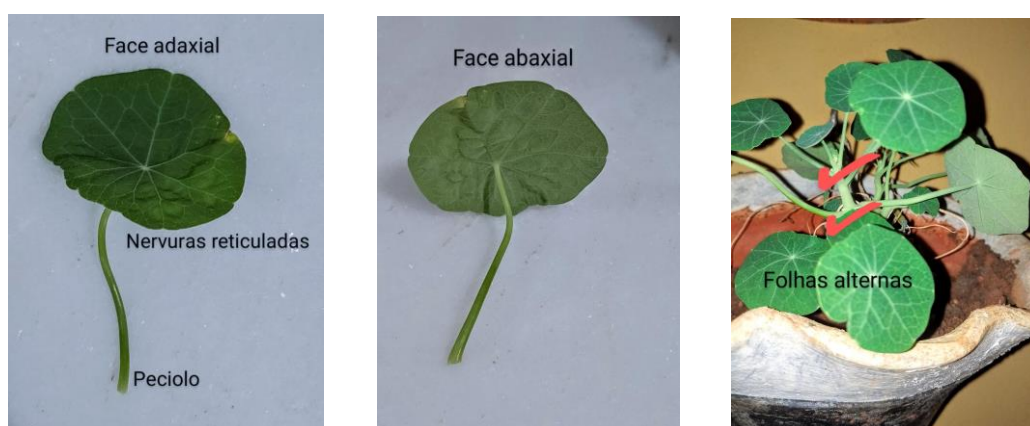 Face adaxial
Nervuras reticuladas
Peciolo
Face abaxial
Folhas alternas